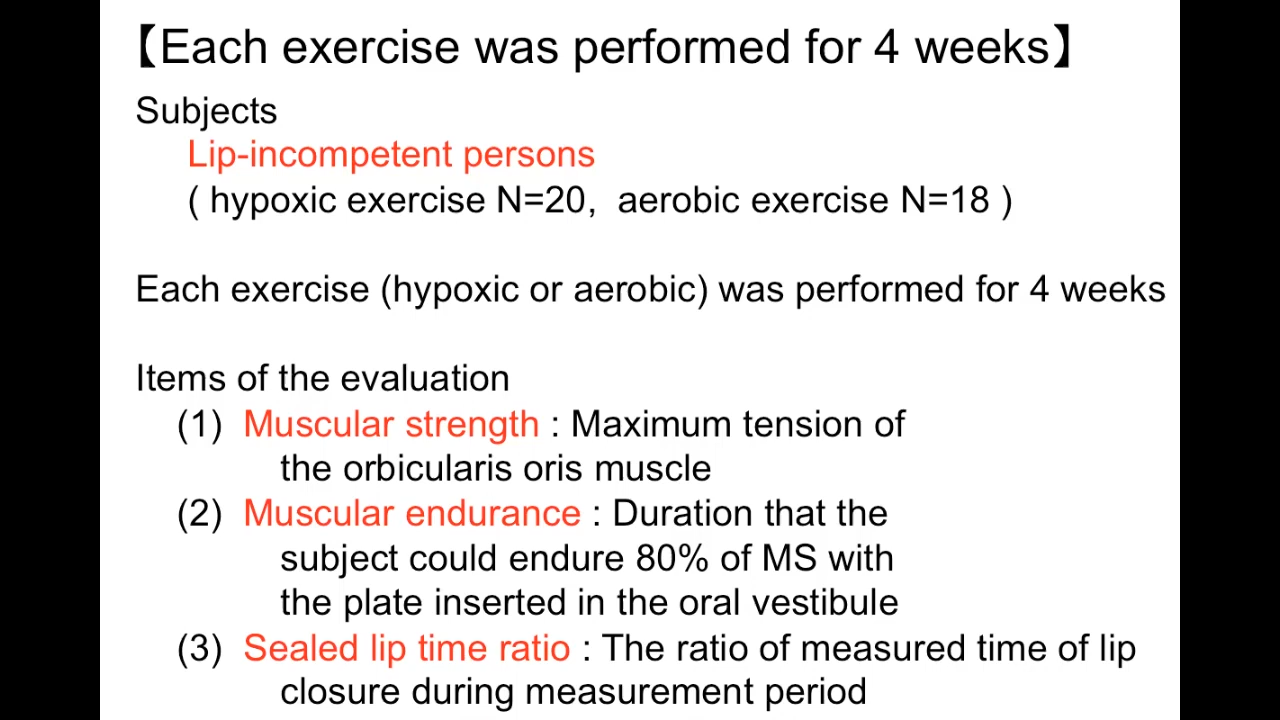 【Each exercise was performed for 4 weeks】
Subjects
Lip-incompetent persons
( hypoxic exercise N=20, aerobic exercise N=18 )
Each exercise (hypoxic or aerobic) was performed for 4 weeks
Items of the evaluation
(1) Muscular strength : Maximum tension of
the orbicularis oris muscle
(2) Muscular endurance : Duration that the
subject could endure 80% of MS with
the plate inserted in the oral vestibule
(3) Sealed lip time ratio : The ratio of measured time of lip
closure during measurement period